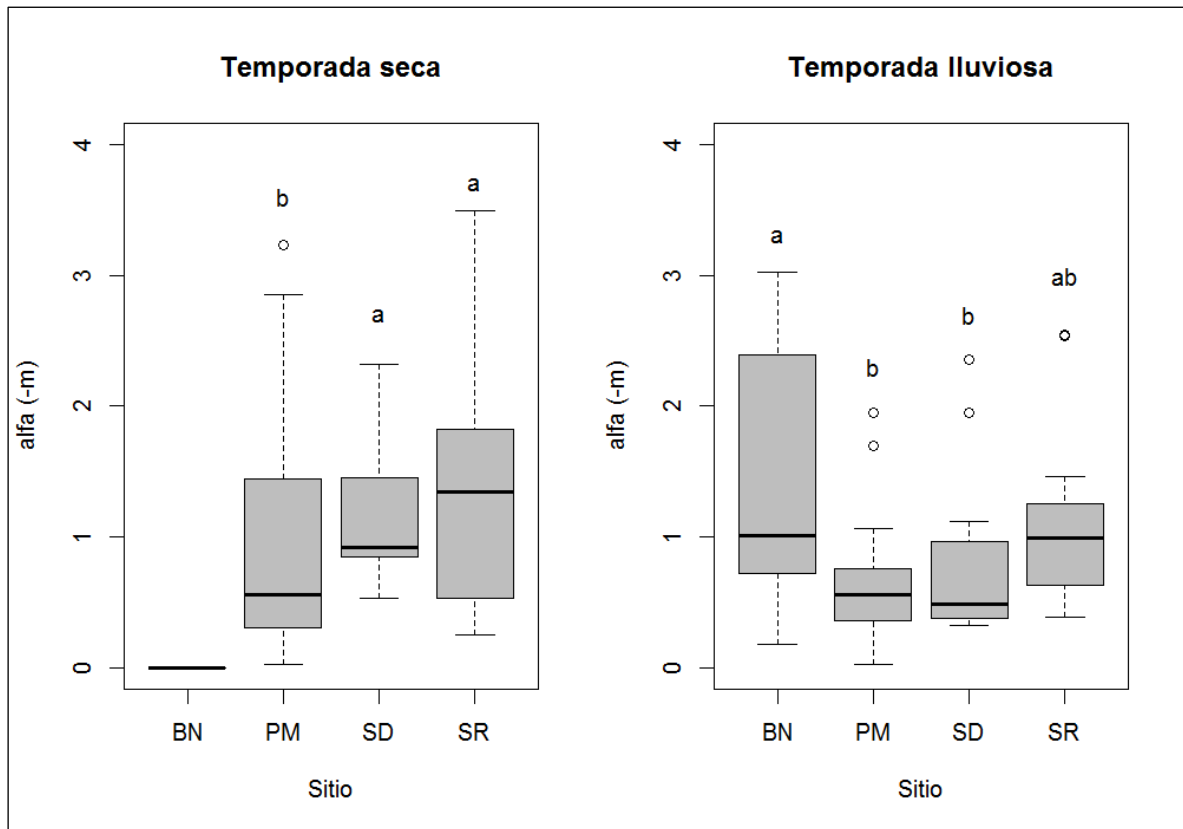 Temporada seca
alfa (-m)
4
3
2
1
0
b
a
a
BN PM SD SR
Sitio
Temporada lluviosa
alfa (-m)
4
3
2
1
0
a
b
b
ab
BN PM SD SR
Sitio